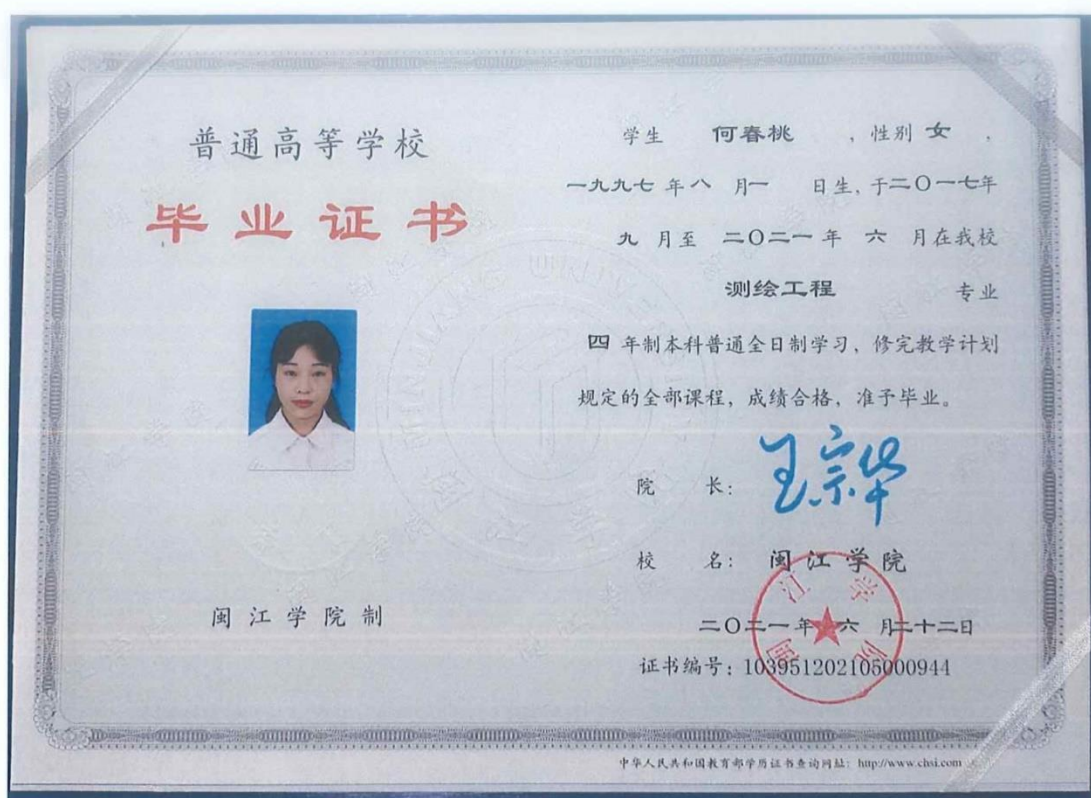 普通高等学校
毕业证书
闽江学院制
学生 何春桃 ，性别 女 ，
一九九七 年 八 月 一 日生，于二〇一七年
九 月至 二〇二一 年 六 月在我校
测绘工程 专业
四 年制本科普通全日制学习，修完教学计划
规定的全部课程，成绩合格，准予毕业。
院 长：王宗华
校 名：闽江学院
闽江学院
二〇二一年 六 月二十二日
证书编号：103951202105000944
中华人民共和国教育部学历证书查询网址：http://www.chsi.com